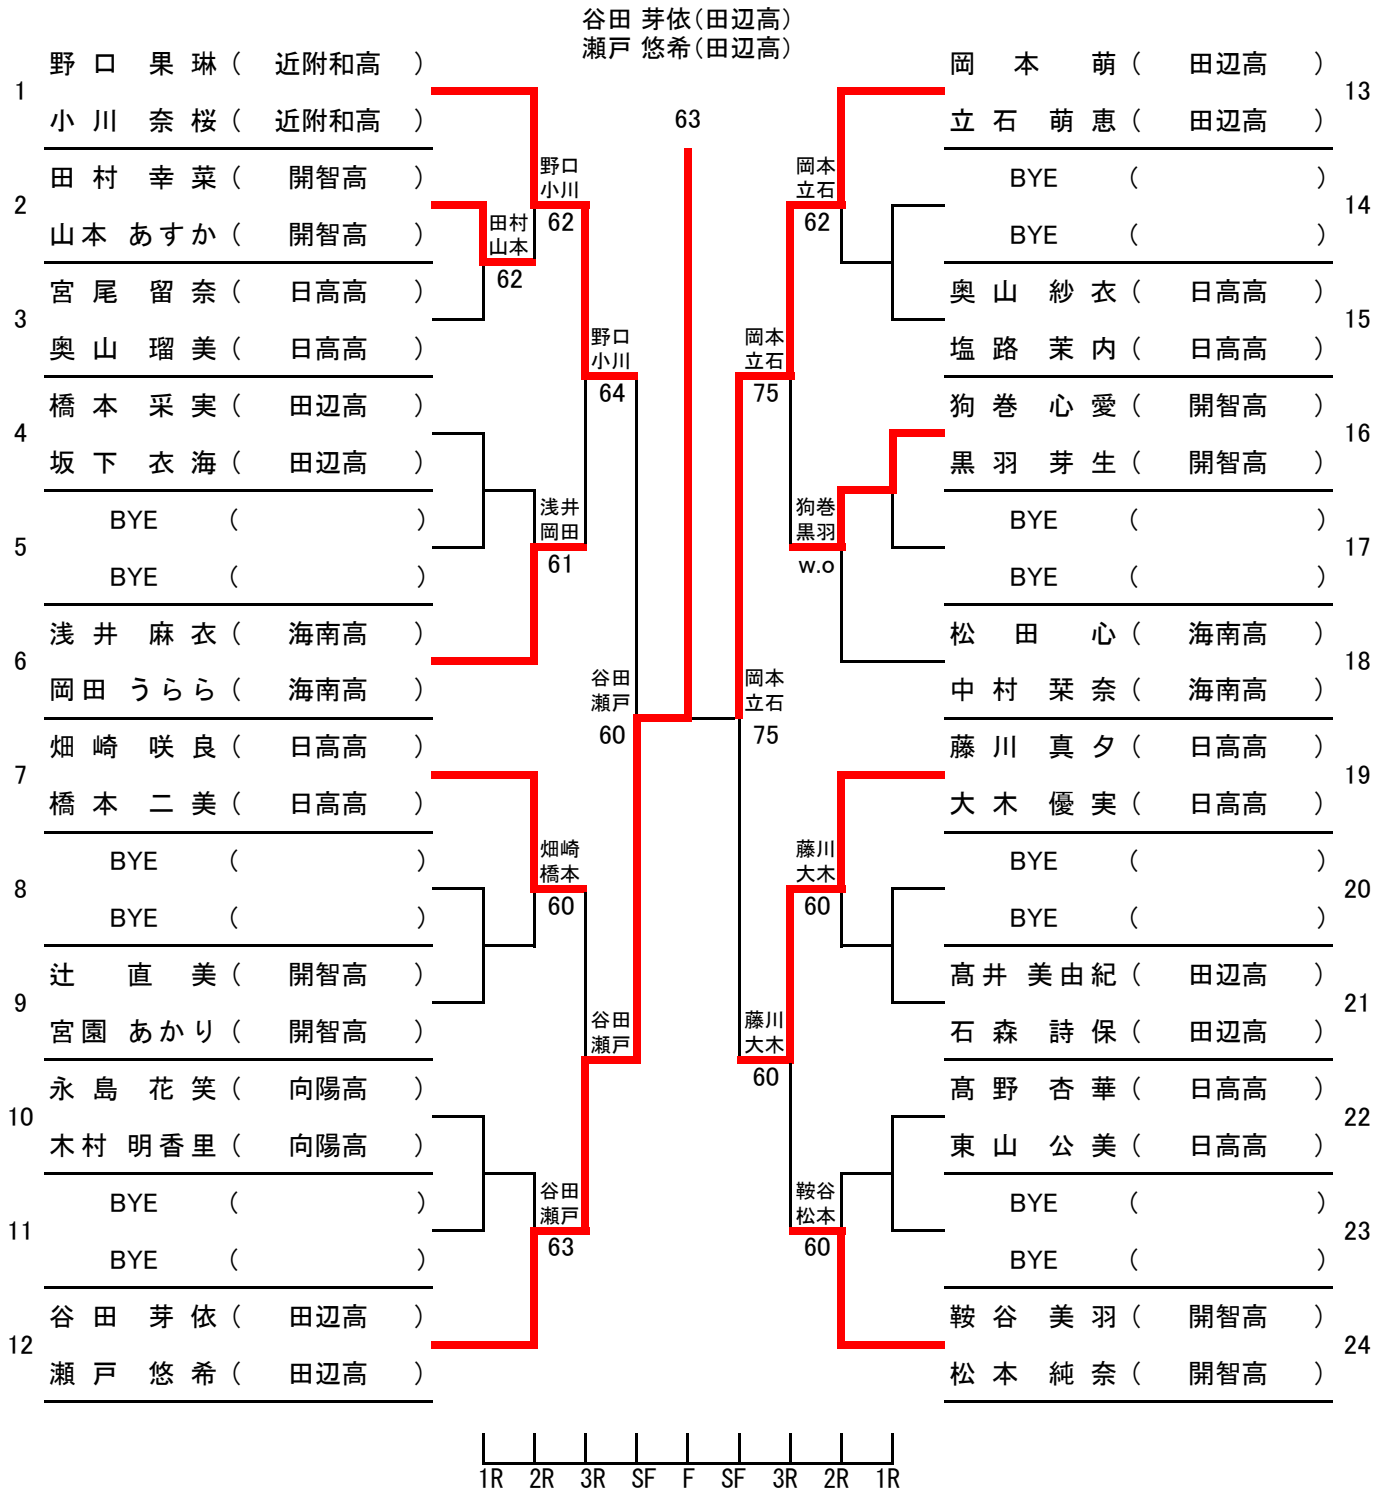 谷田 芽依(田辺高)
瀬戸 悠希(田辺高)
63
1
野口 果琳( 近附和高 )
小川 奈桜( 近附和高 )
2
田村 幸菜( 開智高 )
山本 あすか( 開智高 )
3
宮尾 留奈( 日高高 )
奥山 瑠美( 日高高 )
4
橋本 采実( 田辺高 )
坂下 衣海( 田辺高 )
5
BYE ( )
BYE ( )
6
浅井 麻衣( 海南高 )
岡田 うらら( 海南高 )
7
畑崎 咲良( 日高高 )
橋本 二美( 日高高 )
8
BYE ( )
BYE ( )
9
辻 直美( 開智高 )
宮園 あかり( 開智高 )
10
永島 花笑( 向陽高 )
木村 明香里( 向陽高 )
11
BYE ( )
BYE ( )
12
谷田 芽依( 田辺高 )
瀬戸 悠希( 田辺高 )
田村
山本
62
野口
小川
62
浅井
岡田
61
畑崎
橋本
60
谷田
瀬戸
63
野口
小川
64
谷田
瀬戸
谷田
瀬戸
60
岡本
立石
75
岡本
立石
75
藤川
大木
60
岡本
立石
62
狗巻
黒羽
w.o
藤川
大木
60
鞍谷
松本
60
岡本 萌( 田辺高 )
立石 萌恵( 田辺高 )
13
BYE ( )
BYE ( )
14
奥山 紗衣( 日高高 )
塩路 茉内( 日高高 )
15
狗巻 心愛( 開智高 )
黒羽 芽生( 開智高 )
16
BYE ( )
BYE ( )
17
松田 心( 海南高 )
中村 栞奈( 海南高 )
18
藤川 真夕( 日高高 )
大木 優実( 日高高 )
19
BYE ( )
BYE ( )
20
髙井 美由紀( 田辺高 )
石森 詩保( 田辺高 )
21
髙野 杏華( 日高高 )
東山 公美( 日高高 )
22
BYE ( )
BYE ( )
23
鞍谷 美羽( 開智高 )
松本 純奈( 開智高 )
24
1R 2R 3R SF F SF 3R 2R 1R